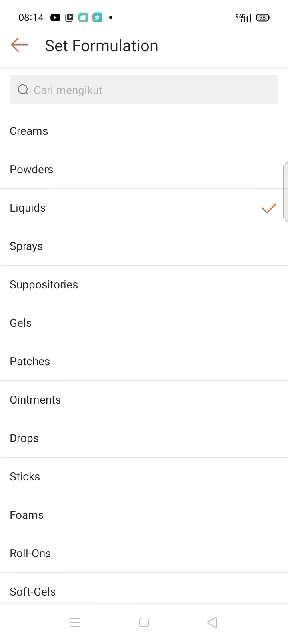 08:14
Set Formulation
Cari mengikut
Creams
Powders
Liquids
Sprays
Suppositories
Gels
Patches
Ointments
Drops
Sticks
Foams
Roll-Ons
Soft-Gels